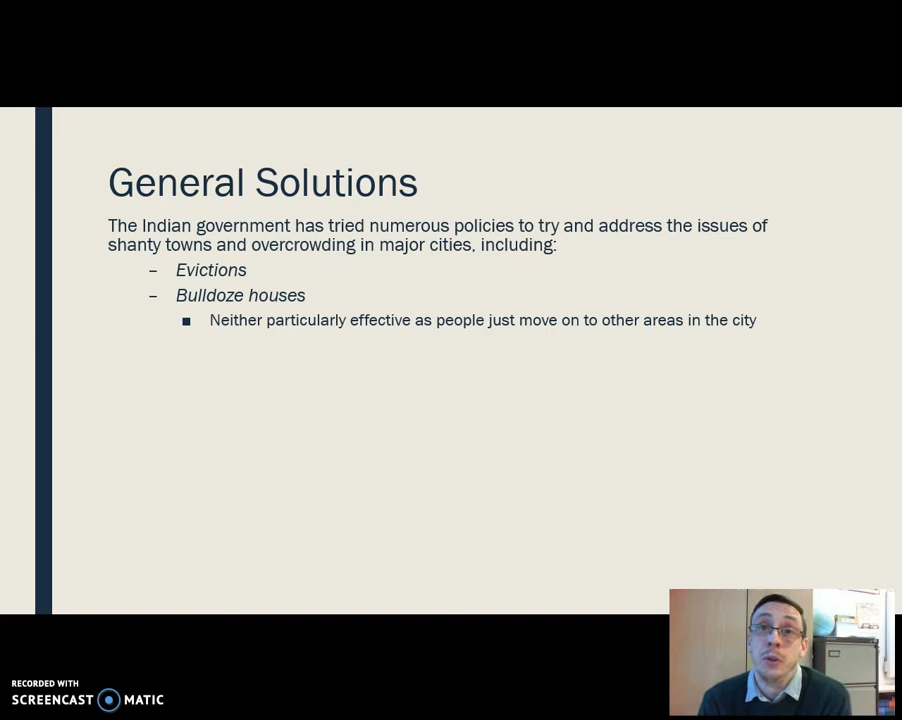 General Solutions
The Indian government has tried numerous policies to try and address the issues of
shanty towns and overcrowding in major cities, including:
– Evictions
– Bulldoze houses
■ Neither particularly effective as people just move on to other areas in the city
RECORDED WITH
SCREENCAST MATIC